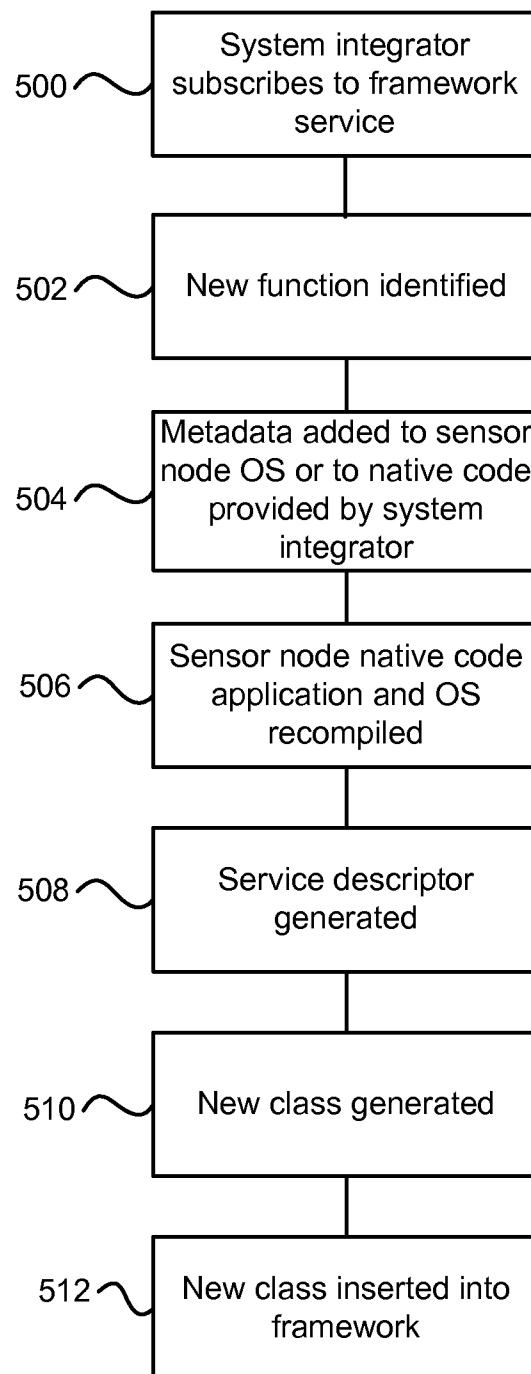 500
System integrator
subscribes to framework
service
502
New function identified
504
Metadata added to sensor
node OS or to native code
provided by system
integrator
506
Sensor node native code
application and OS
recompiled
508
Service descriptor
generated
510
New class generated
512
New class inserted into
framework